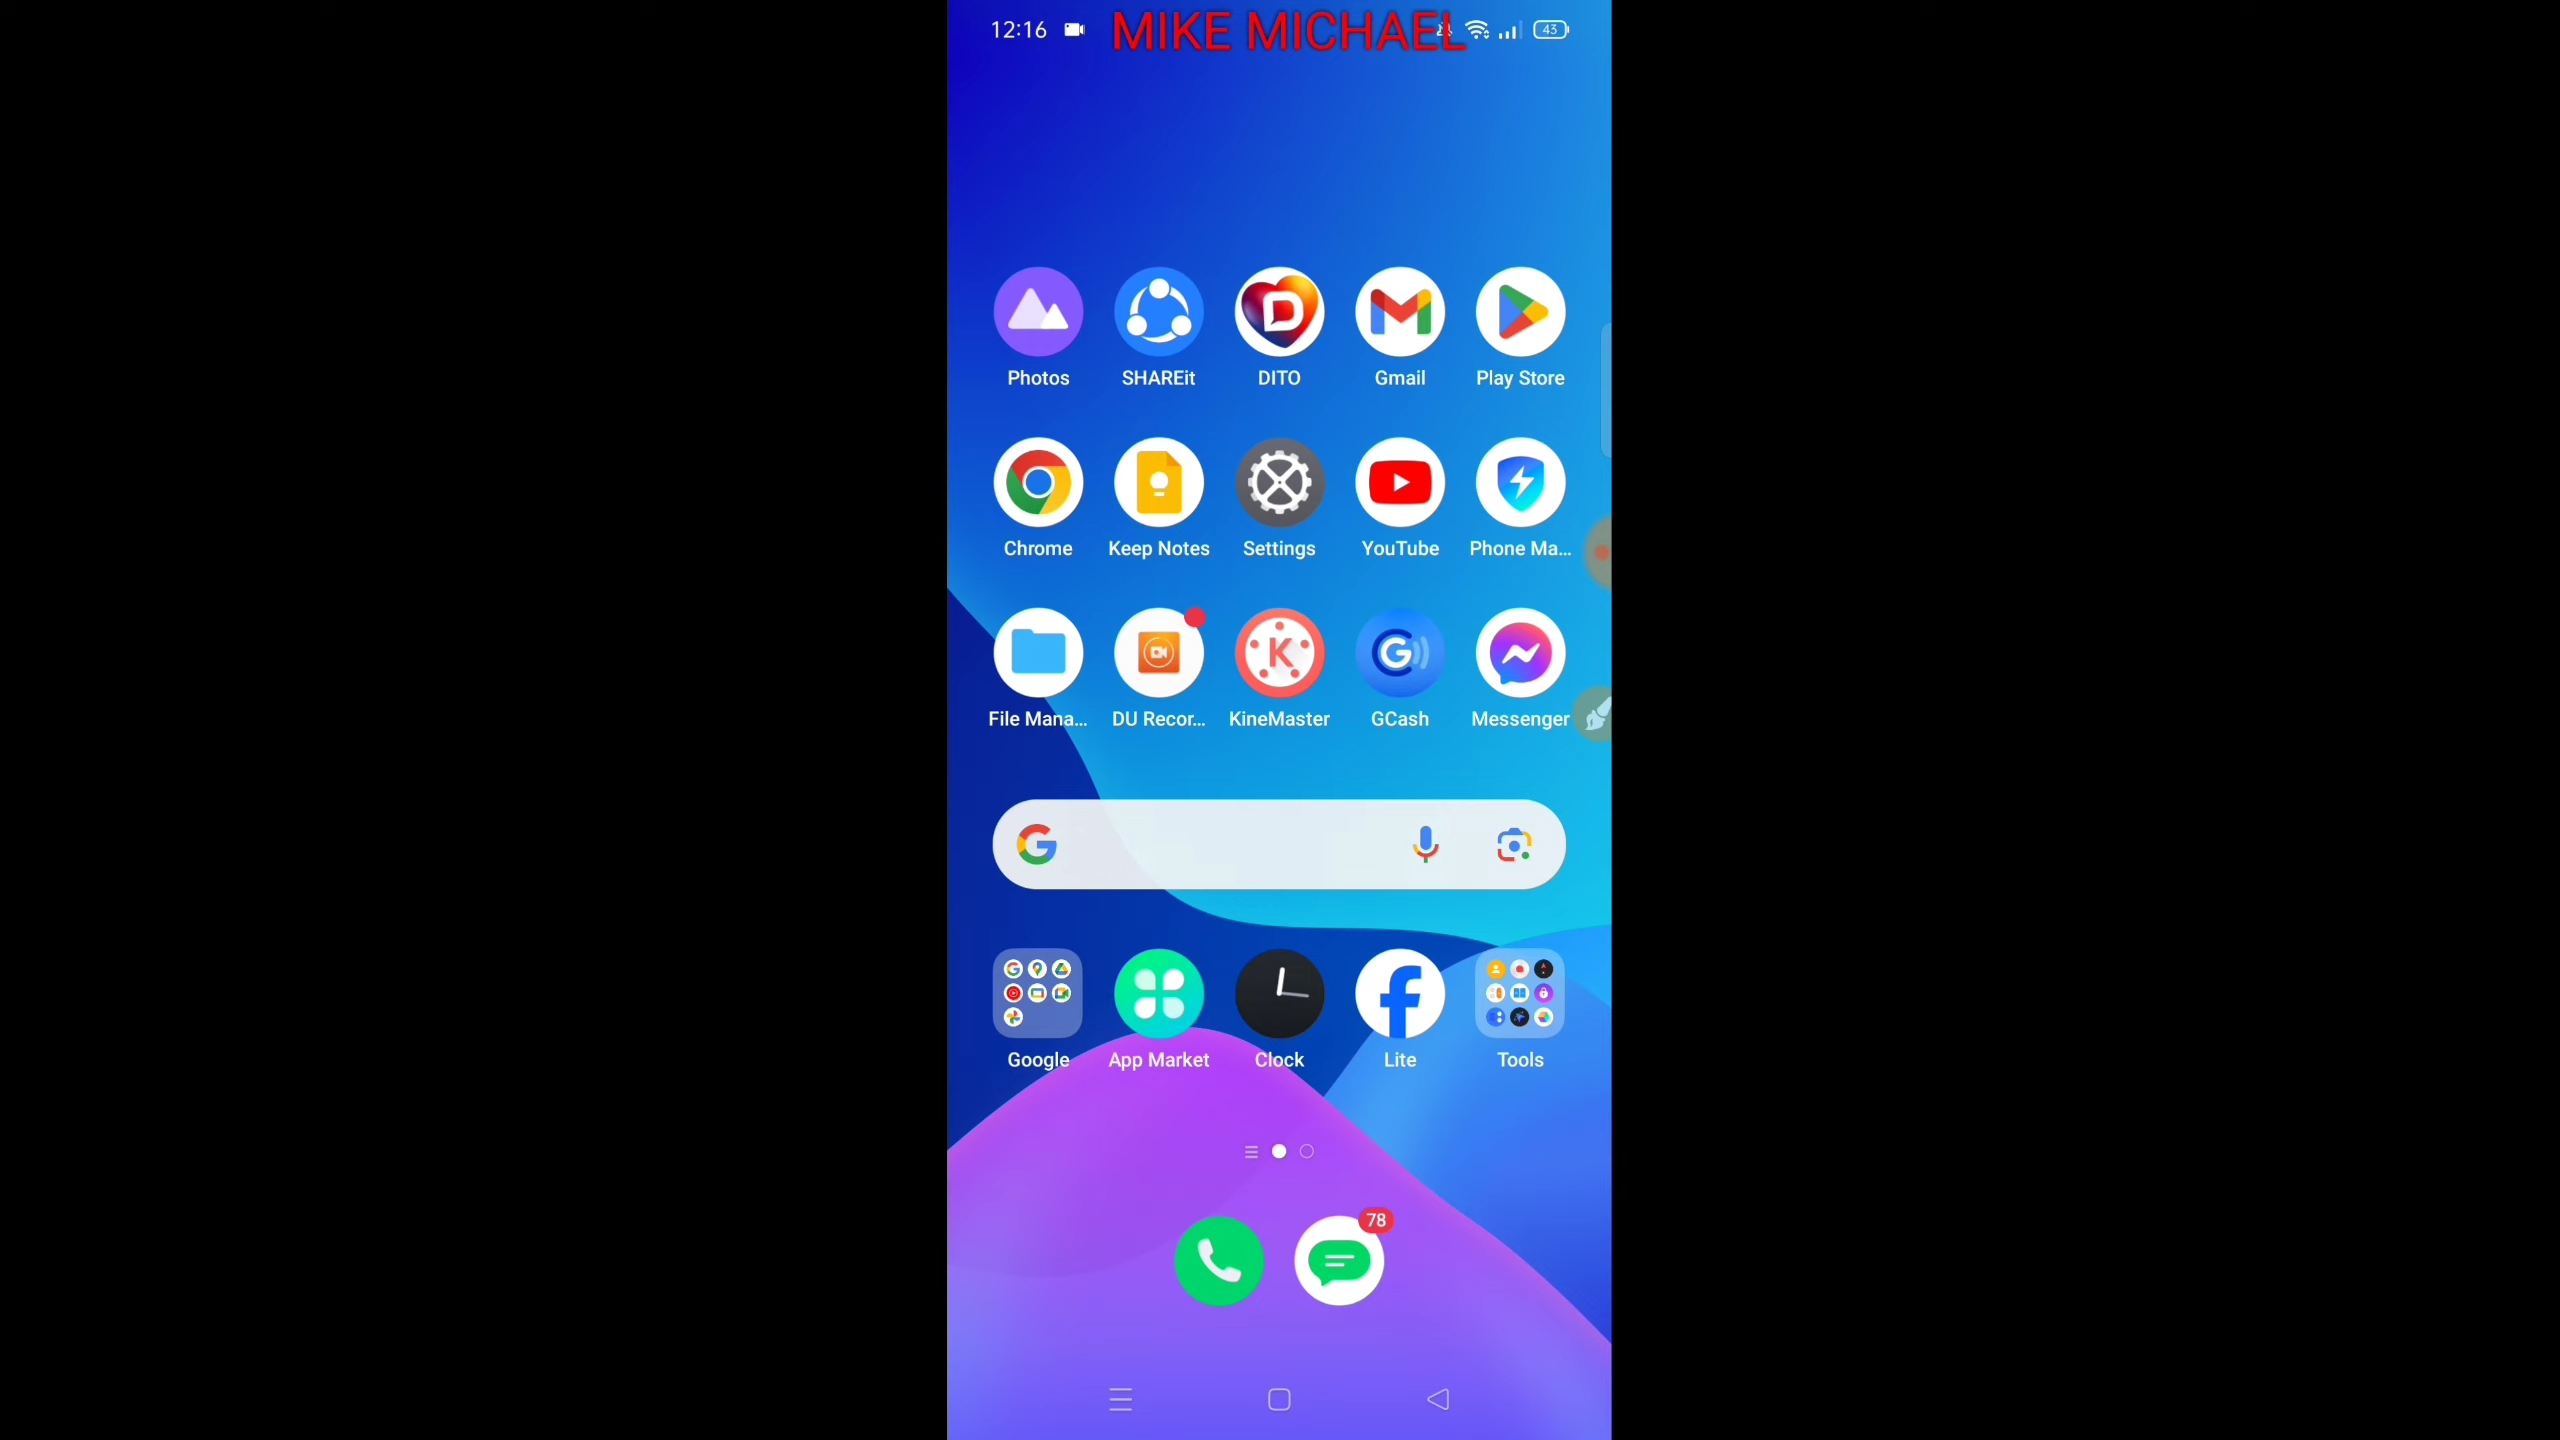 12:16 MIKE MICHAEL 43
Photos SHAREit DITO Gmail Play Store
Chrome Keep Notes Settings YouTube Phone Ma...
File Mana... DU Recor... KineMaster GCash Messenger
Google App Market Clock Lite Tools
78